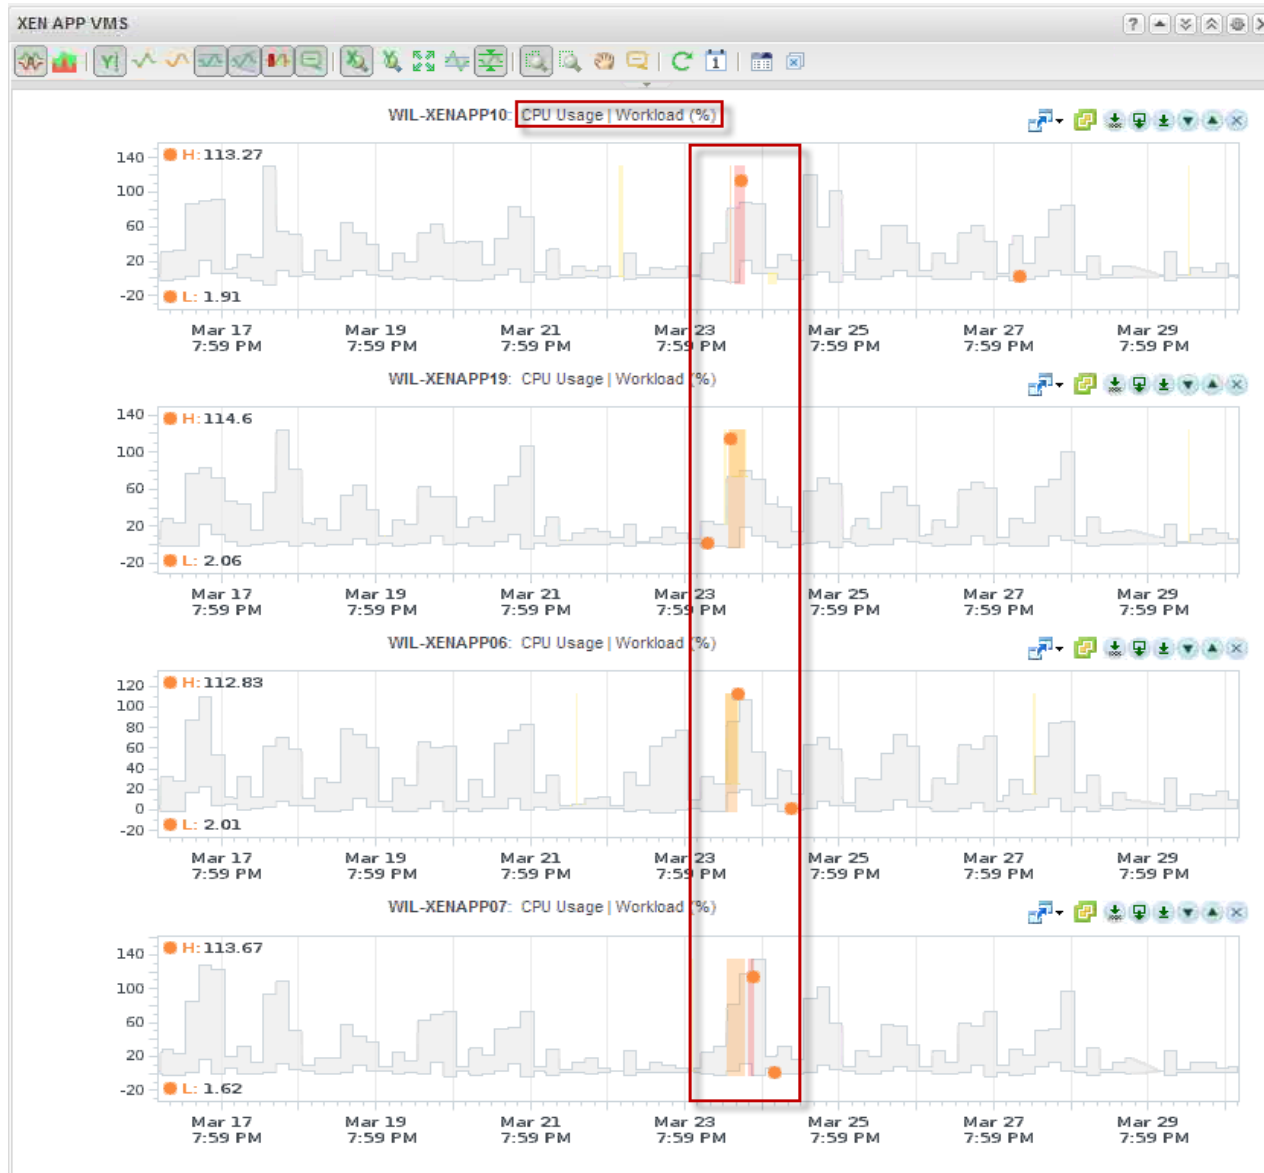 XEN APP VMS
WIL-XENAPP10: CPU Usage | Workload (%)
H: 113.27
140
100
60
20
-20
L: 1.91
Mar 17 Mar 19 Mar 21 Mar 23 Mar 25 Mar 27 Mar 29
7:59 PM 7:59 PM 7:59 PM 7:59 PM 7:59 PM 7:59 PM 7:59 PM
WIL-XENAPP19: CPU Usage | Workload (%)
H: 114.6
140
100
60
20
-20
L: 2.06
Mar 17 Mar 19 Mar 21 Mar 23 Mar 25 Mar 27 Mar 29
7:59 PM 7:59 PM 7:59 PM 7:59 PM 7:59 PM 7:59 PM 7:59 PM
WIL-XENAPP06: CPU Usage | Workload (%)
H: 112.83
120
100
80
60
40
20
0
-20
L: 2.01
Mar 17 Mar 19 Mar 21 Mar 23 Mar 25 Mar 27 Mar 29
7:59 PM 7:59 PM 7:59 PM 7:59 PM 7:59 PM 7:59 PM 7:59 PM
WIL-XENAPP07: CPU Usage | Workload (%)
H: 113.67
140
100
60
20
-20
L: 1.62
Mar 17 Mar 19 Mar 21 Mar 23 Mar 25 Mar 27 Mar 29
7:59 PM 7:59 PM 7:59 PM 7:59 PM 7:59 PM 7:59 PM 7:59 PM